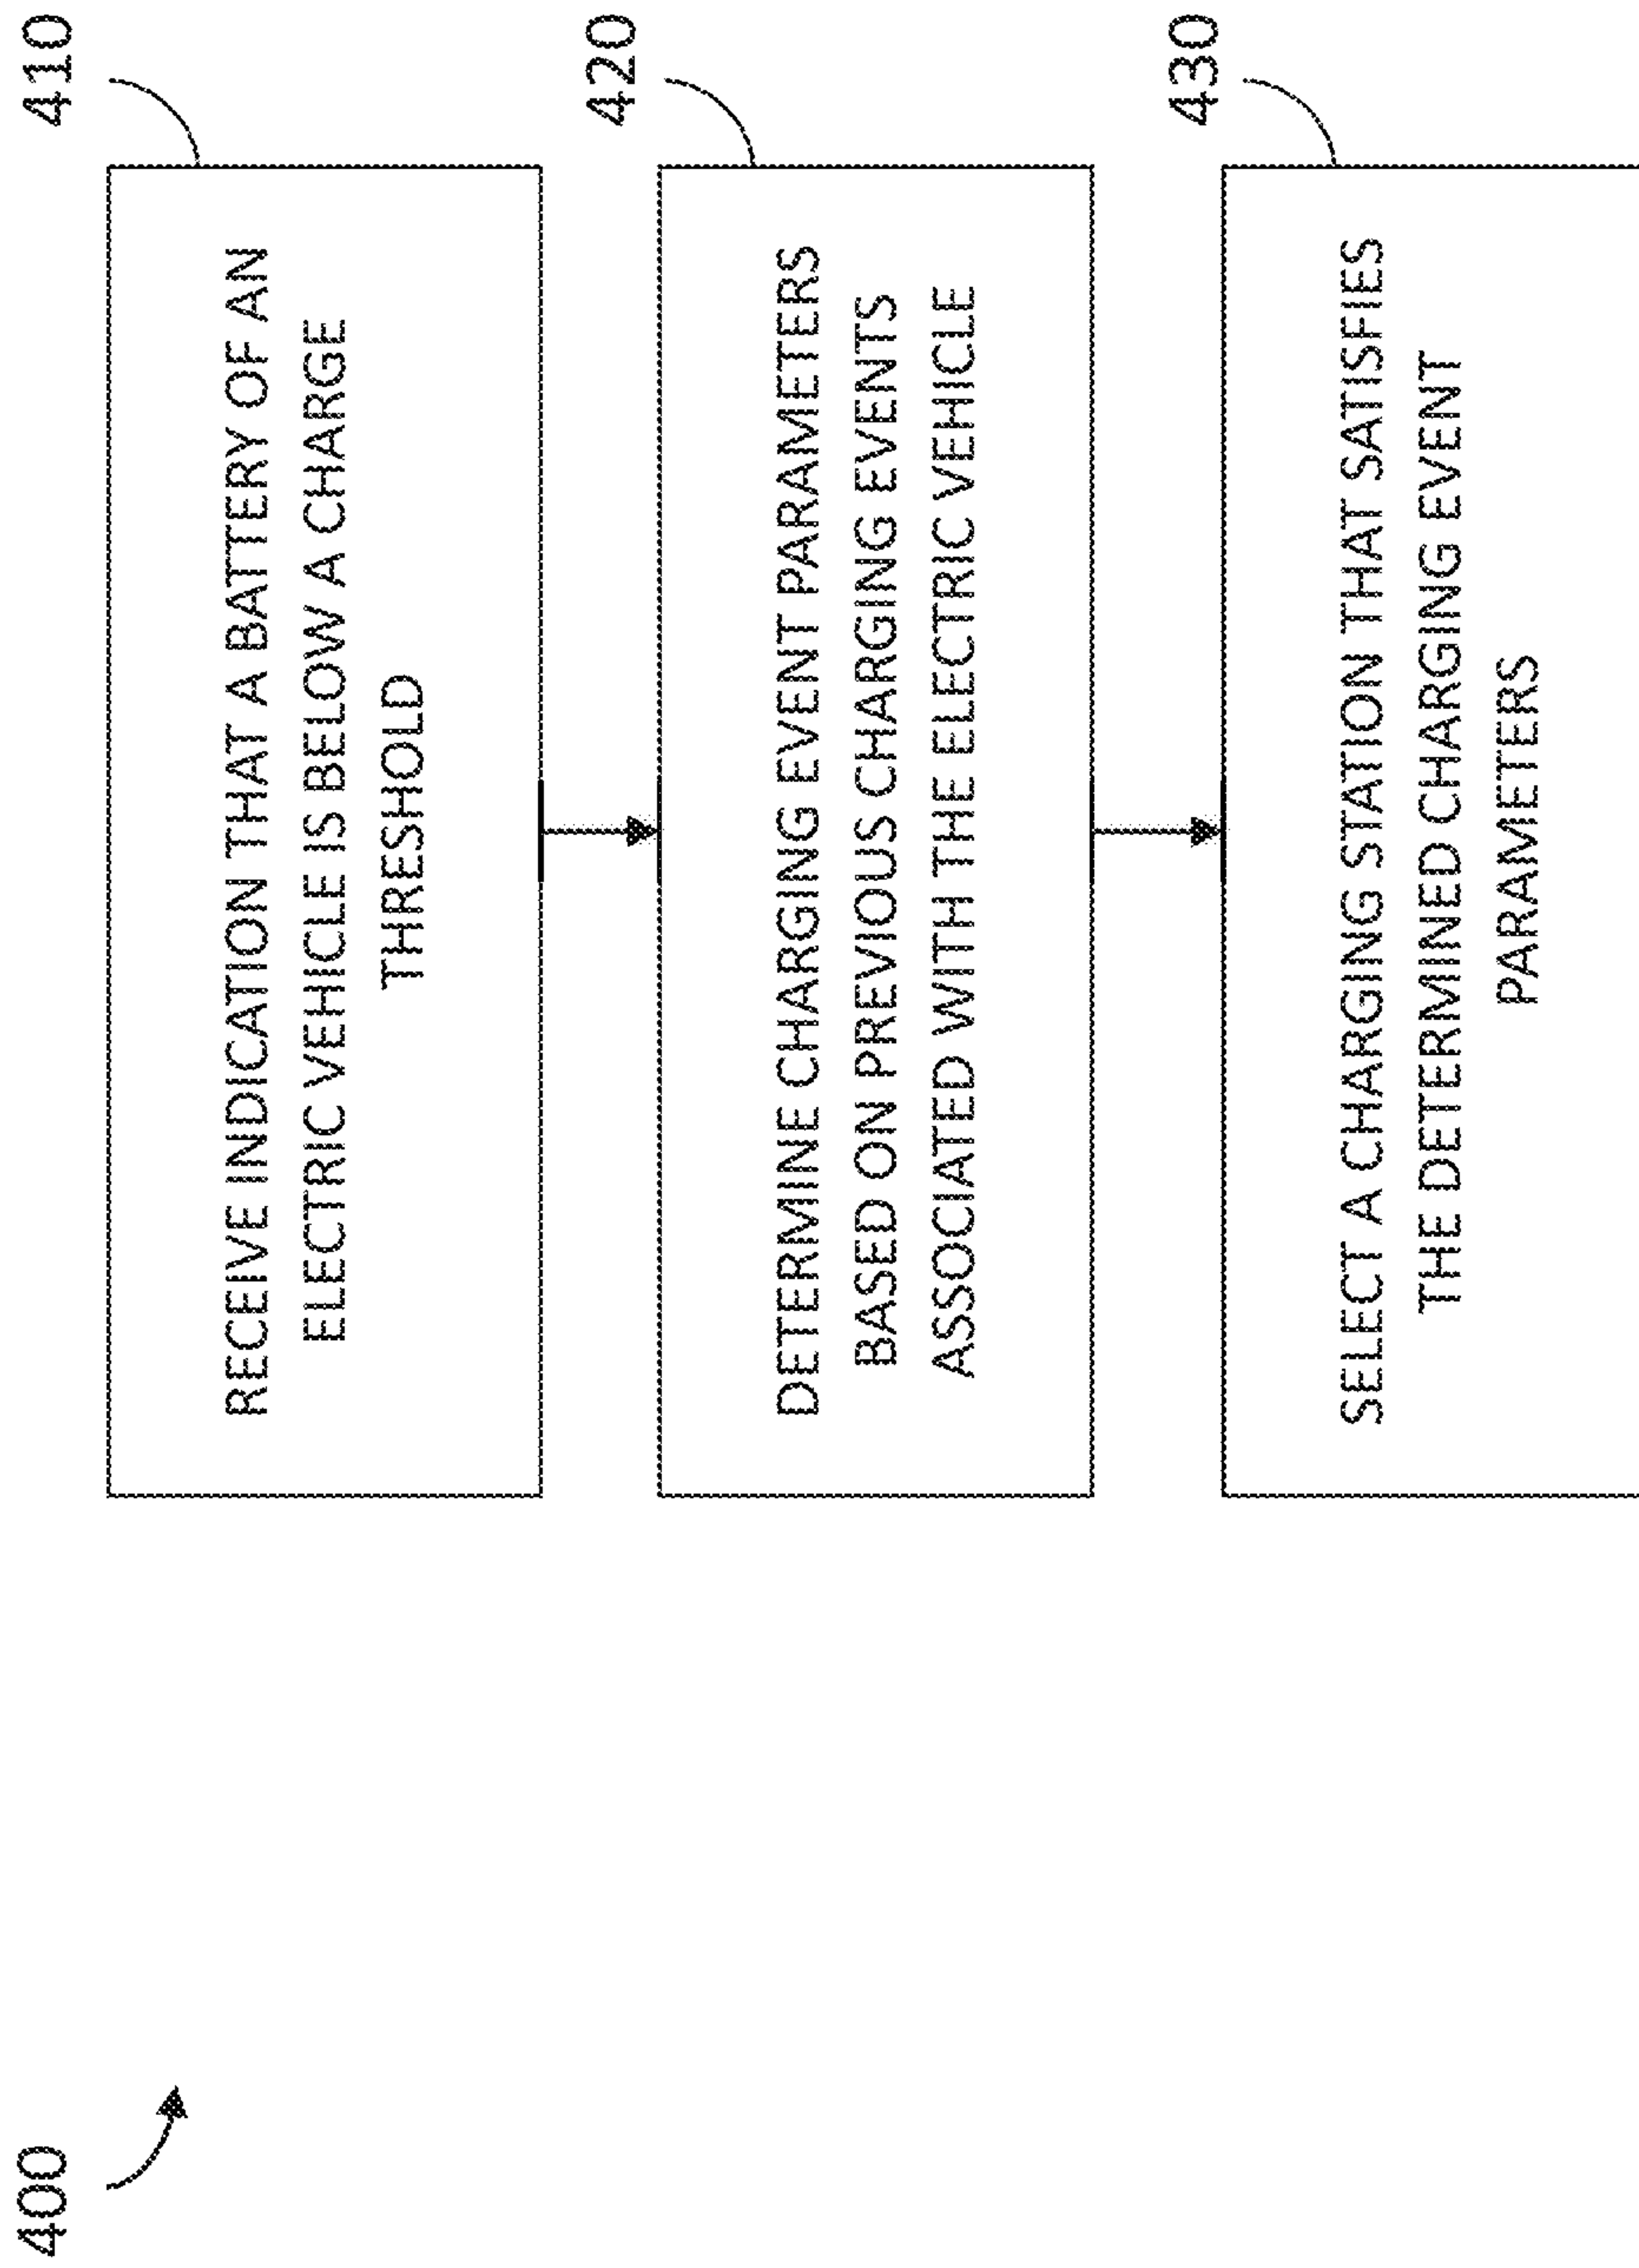 400
410
RECEIVE INDICATION THAT A BATTERY OF AN
ELECTRIC VEHICLE IS BELOW A CHARGE
THRESHOLD
420
DETERMINE CHARGING EVENT PARAMETERS
BASED ON PREVIOUS CHARGING EVENTS
ASSOCIATED WITH THE ELECTRIC VEHICLE
430
SELECT A CHARGING STATION THAT SATISFIES
THE DETERMINED CHARGING EVENT
PARAMETERS